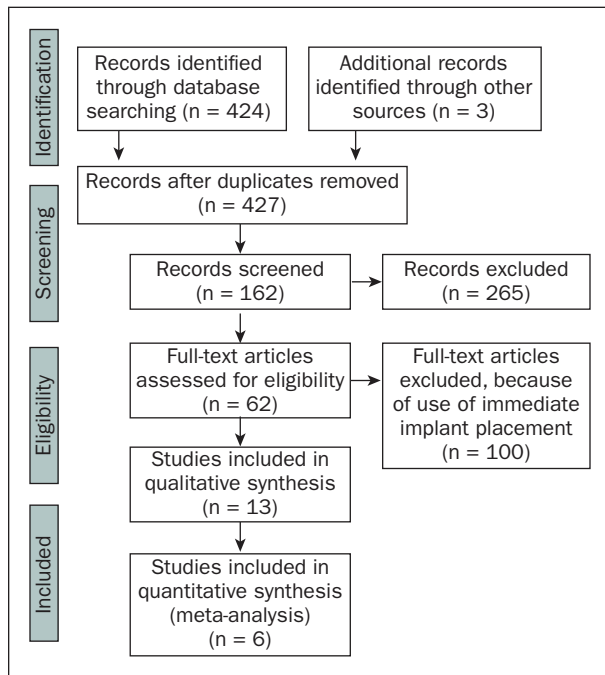 Identification
Records identified
through database
searching (n = 424)
Additional records
identified through other
sources (n = 3)
Records after duplicates removed
(n = 427)
Screening
Records screened
(n = 162)
Records excluded
(n = 265)
Eligibility
Full-text articles
assessed for eligibility
(n = 62)
Full-text articles
excluded, because
of use of immediate
implant placement
(n = 100)
Studies included in
qualitative synthesis
(n = 13)
Included
Studies included in
quantitative synthesis
(meta-analysis)
(n = 6)